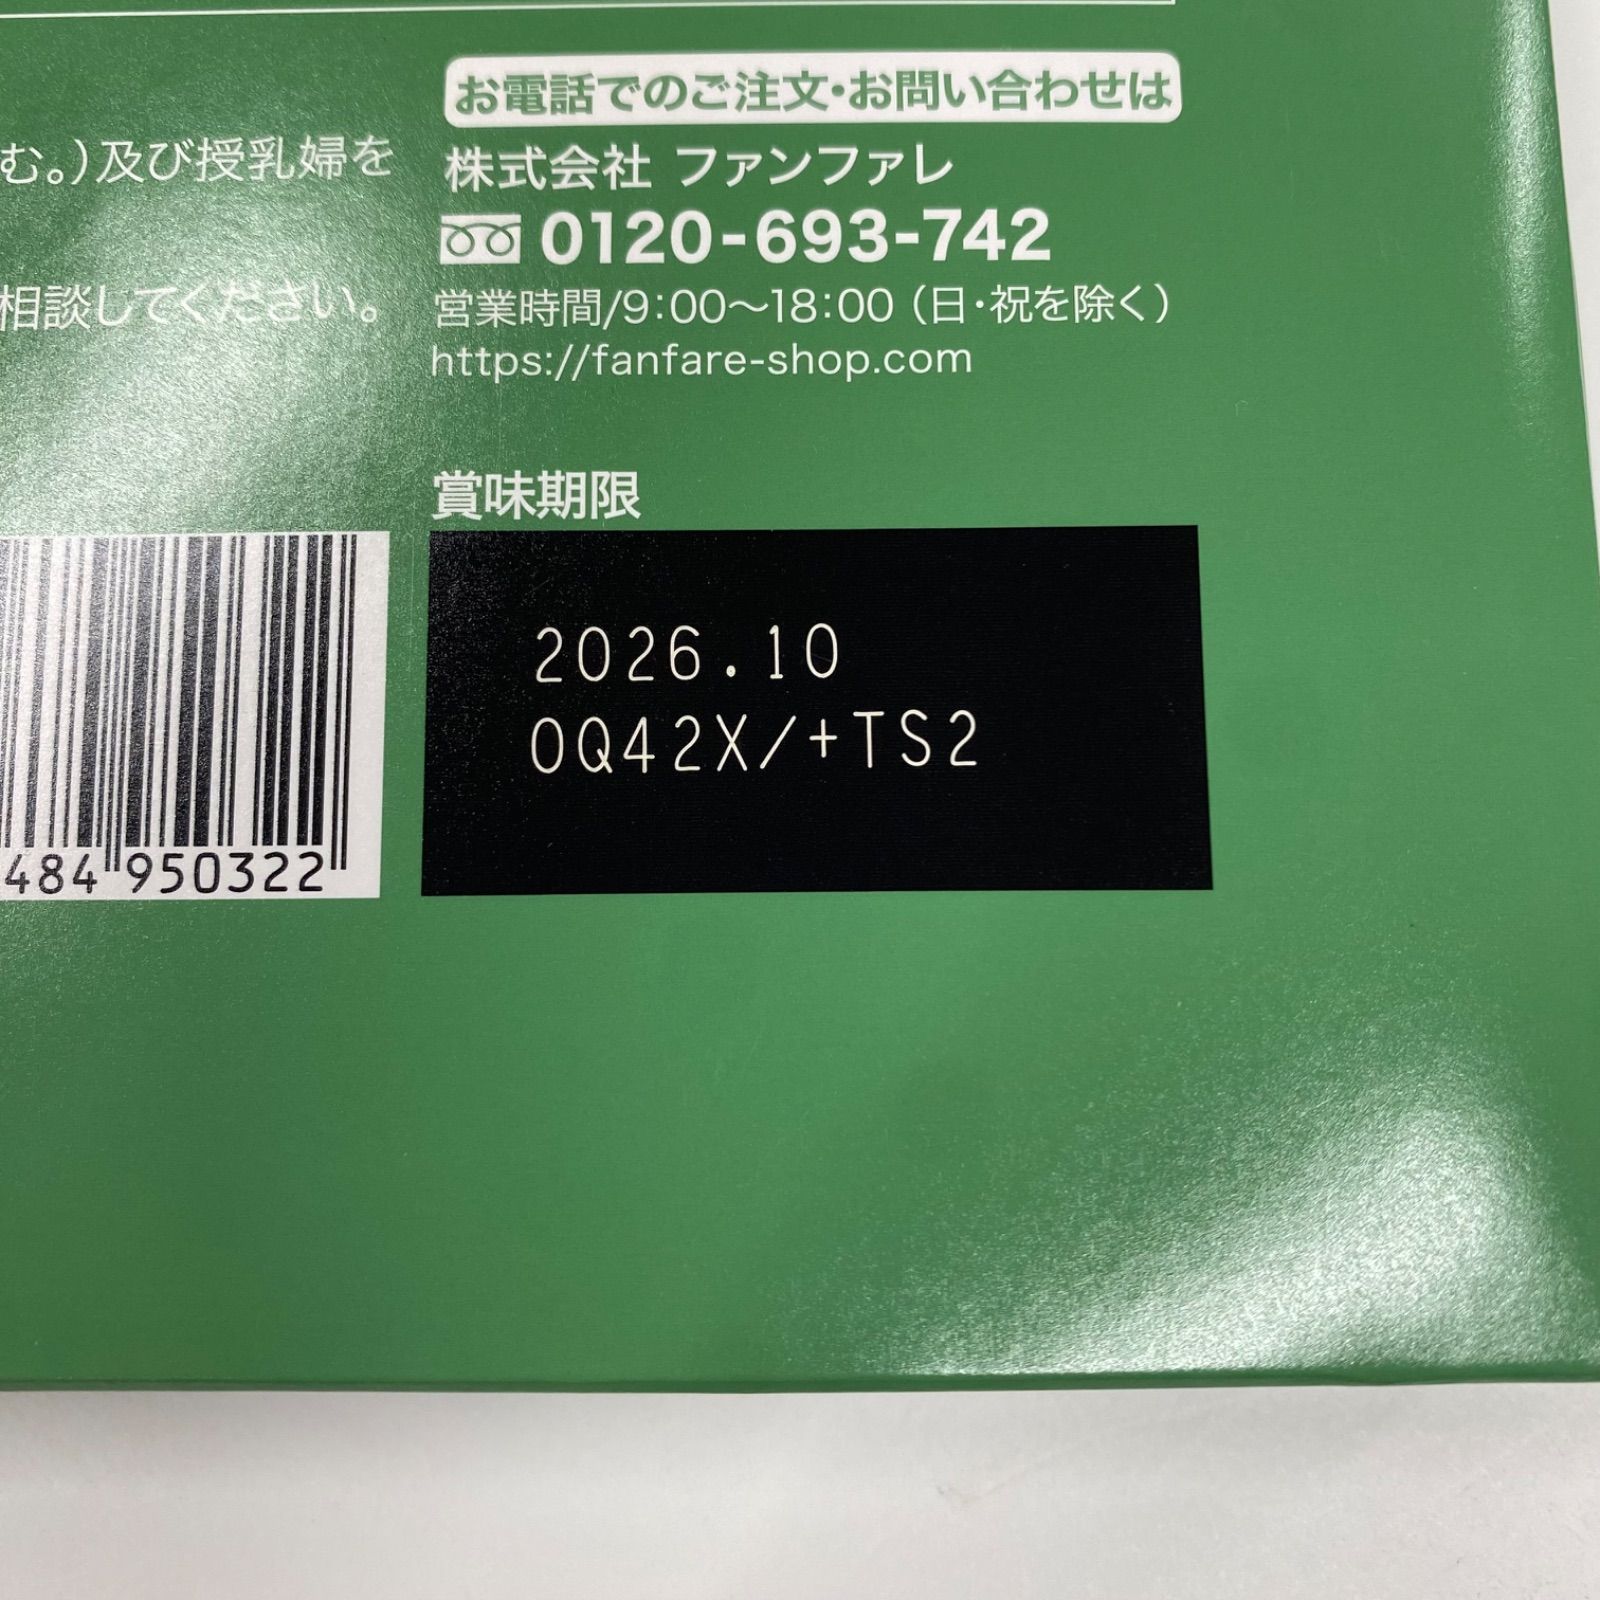 お電話でのご注文・お問い合わせは
む。)及び授乳婦を
株式会社 ファンファレ
0120-693-742
相談してください。
営業時間/9:00〜18:00（日・祝を除く）
https://fanfare-shop.com
賞味期限
2026.10
0Q42X/+TS2
484 950322